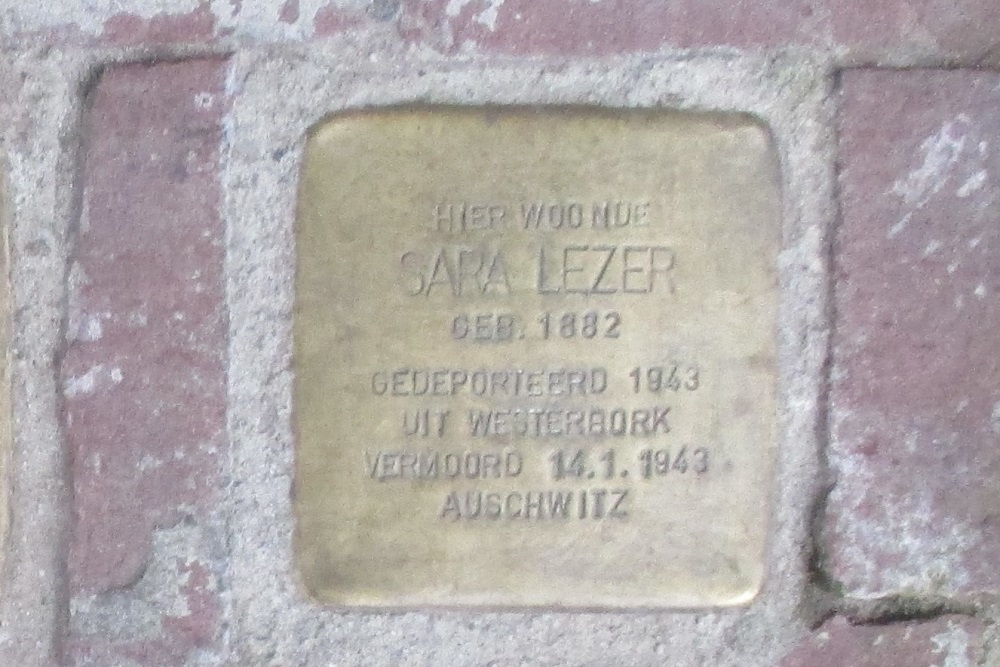 HIER WOONDE
SARA LEZER
GEB. 1882
GEDEPORTEERD 1943
UIT WESTERBORK
VERMOORD 14.1.1943
AUSCHWITZ